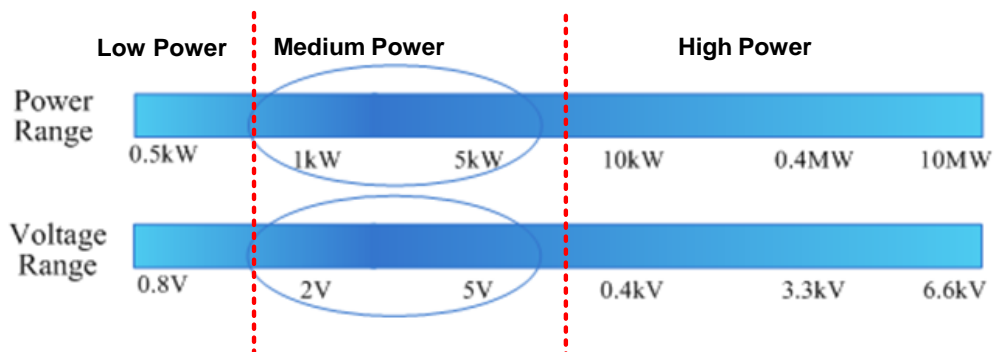 Low Power Medium Power High Power
Power
Range
0.5kW 1kW 5kW 10kW 0.4MW 10MW
Voltage
Range
0.8V 2V 5V 0.4kV 3.3kV 6.6kV